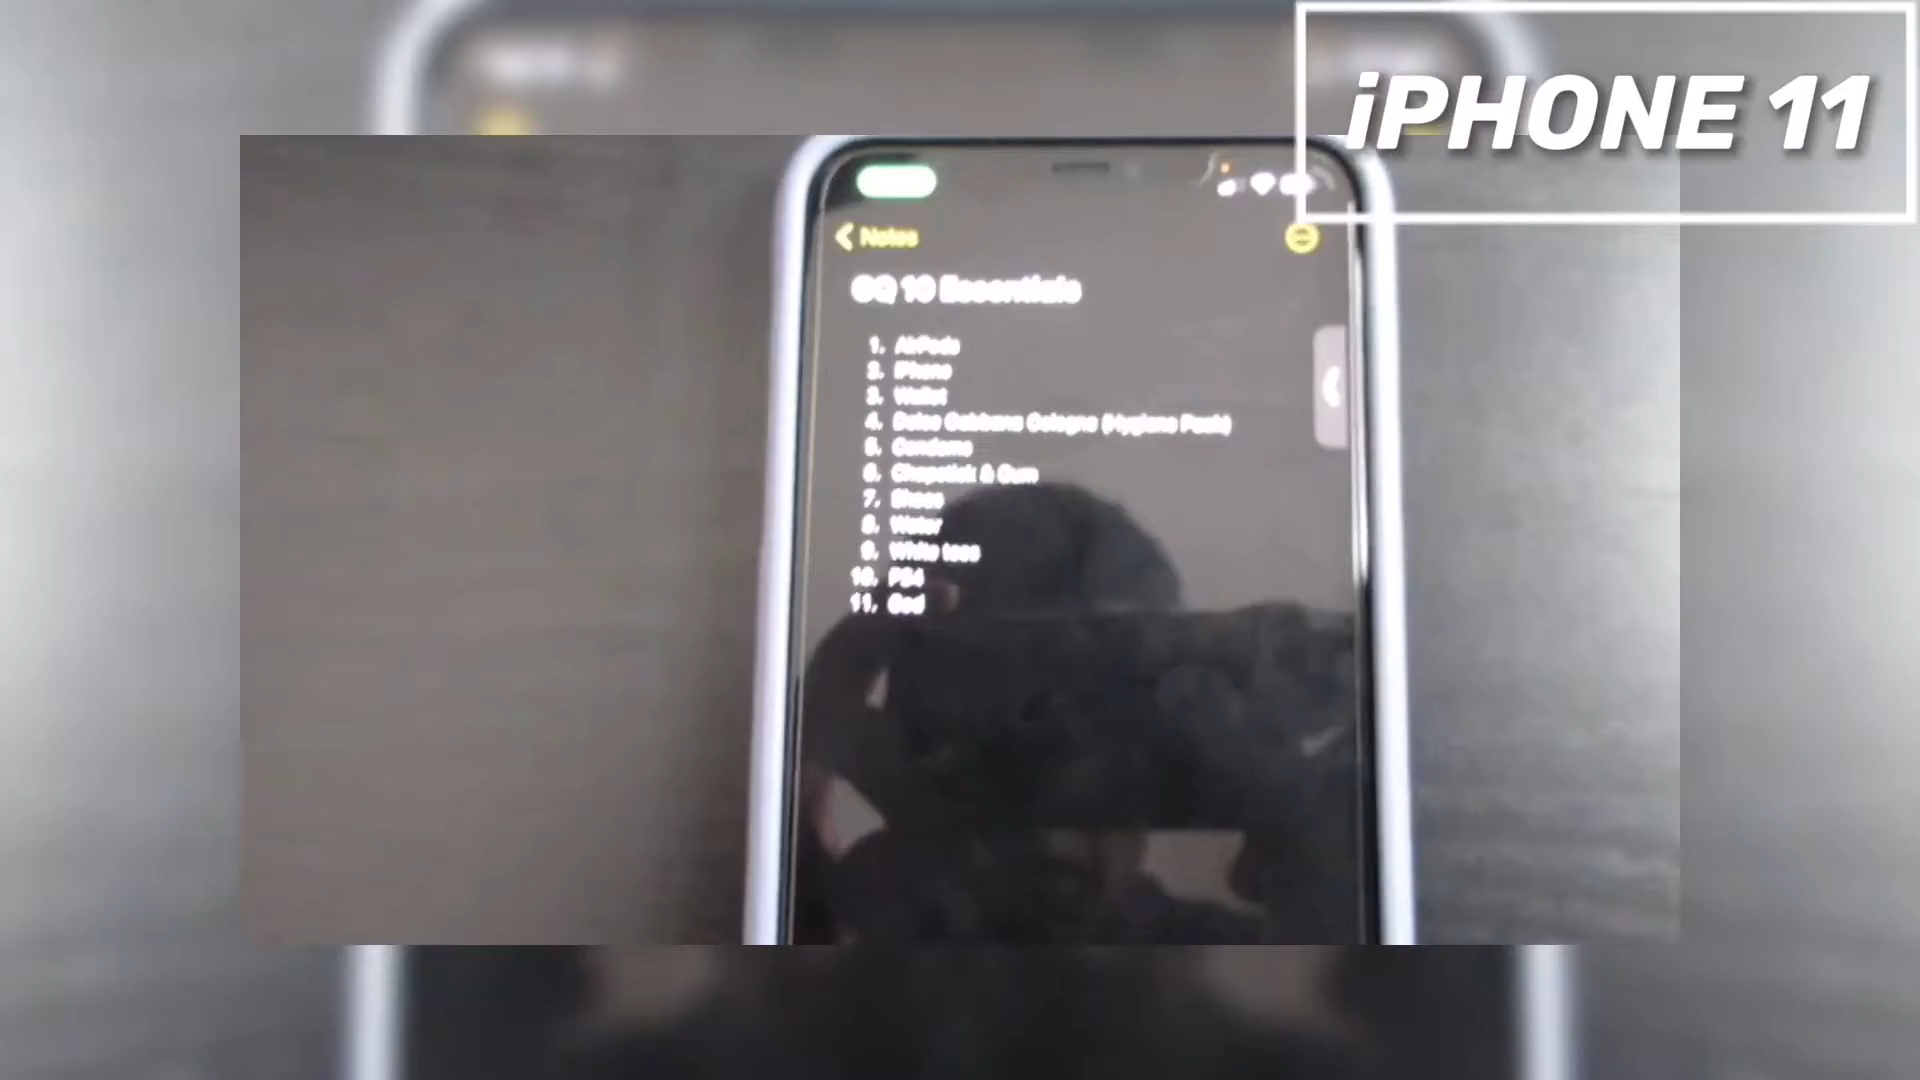 iPHONE 11
Notes
GQ 10 Essentials
1. AirPods
2. iPhone
3. Wallet
4. Dolce Gabbana Cologne (Hygiene Pack)
5. Condoms
6. Chapstick & Gum
7. Shoes
8. Water
9. White tees
10. PS4
11. God